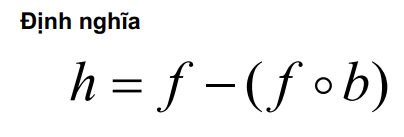 Định nghĩa
h = f − (f ∘ b)